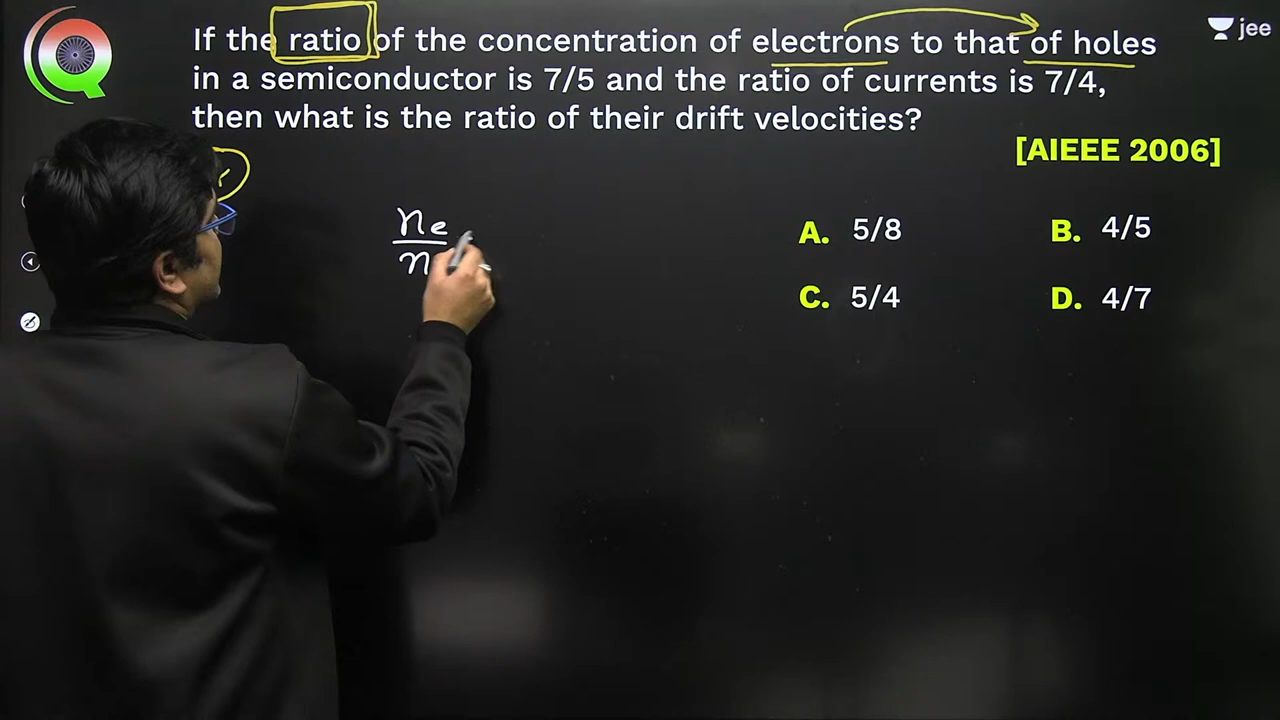 If the ratio of the concentration of electrons to that of holes
in a semiconductor is 7/5 and the ratio of currents is 7/4,
then what is the ratio of their drift velocities?
[AIEEE 2006]
jee
ne
n
A. 5/8
B. 4/5
C. 5/4
D. 4/7